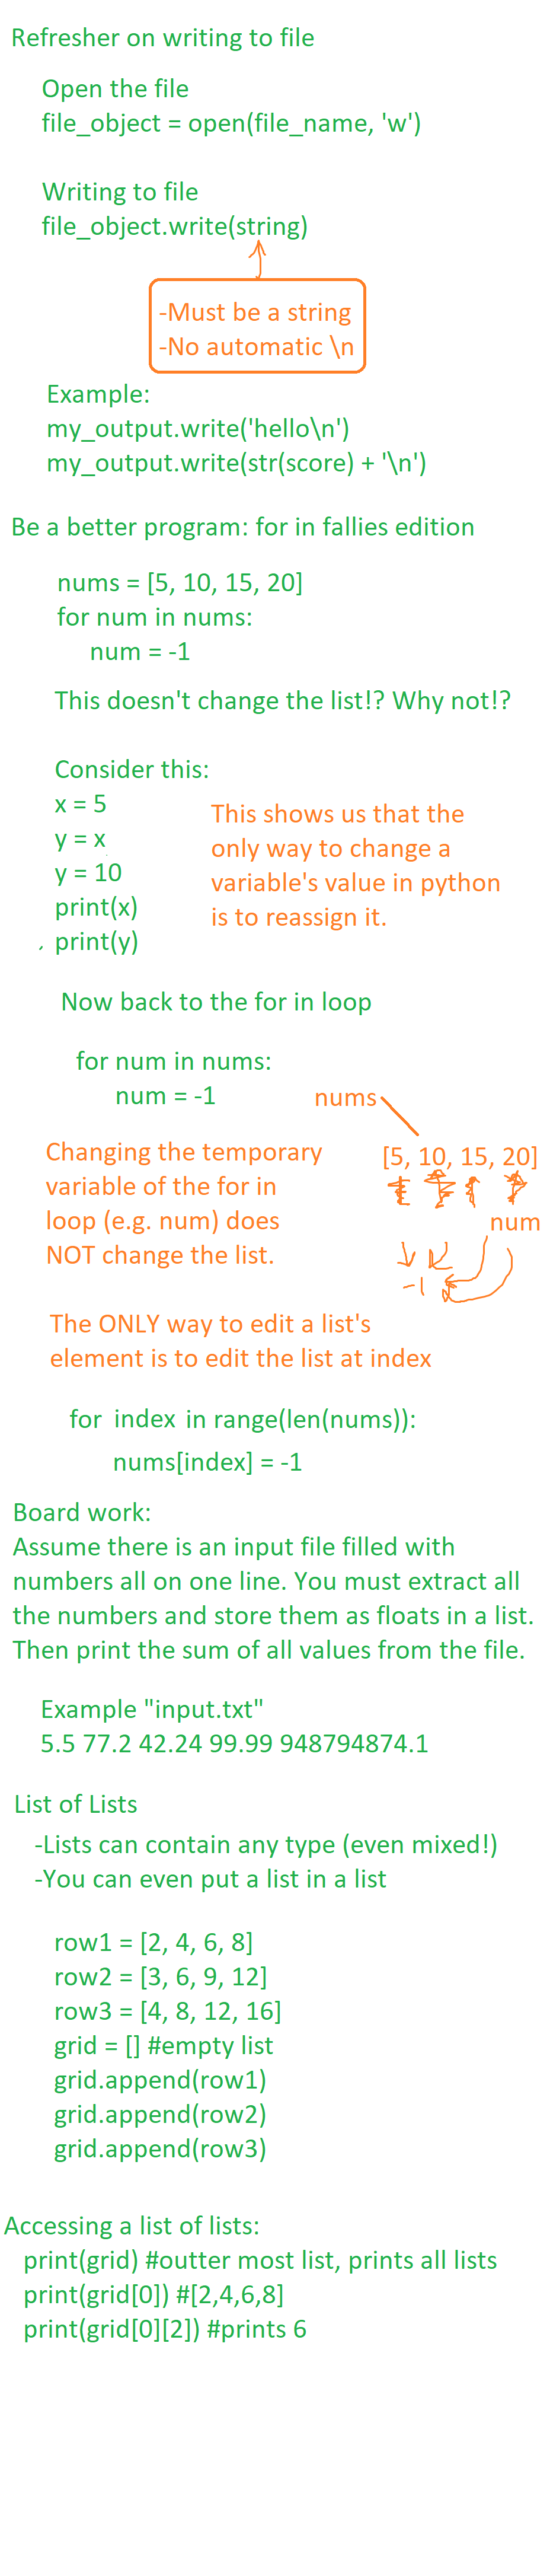 Refresher on writing to file
Open the file
file_object = open(file_name, 'w')
Writing to file
file_object.write(string)
-Must be a string
-No automatic \n
Example:
my_output.write('hello\n')
my_output.write(str(score) + '\n')
Be a better program: for in fallies edition
nums = [5, 10, 15, 20]
for num in nums:
num = -1
This doesn't change the list!? Why not!?
Consider this:
x = 5
y = x
y = 10
print(x)
print(y)
This shows us that the
only way to change a
variable's value in python
is to reassign it.
Now back to the for in loop
for num in nums:
num = -1
nums
[5, 10, 15, 20]
num
-1
Changing the temporary
variable of the for in
loop (e.g. num) does
NOT change the list.
The ONLY way to edit a list's
element is to edit the list at index
for index in range(len(nums)):
nums[index] = -1
Board work:
Assume there is an input file filled with
numbers all on one line. You must extract all
the numbers and store them as floats in a list.
Then print the sum of all values from the file.
Example "input.txt"
5.5 77.2 42.24 99.99 948794874.1
List of Lists
-Lists can contain any type (even mixed!)
-You can even put a list in a list
row1 = [2, 4, 6, 8]
row2 = [3, 6, 9, 12]
row3 = [4, 8, 12, 16]
grid = [] #empty list
grid.append(row1)
grid.append(row2)
grid.append(row3)
Accessing a list of lists:
print(grid) #outter most list, prints all lists
print(grid[0]) #[2,4,6,8]
print(grid[0][2]) #prints 6